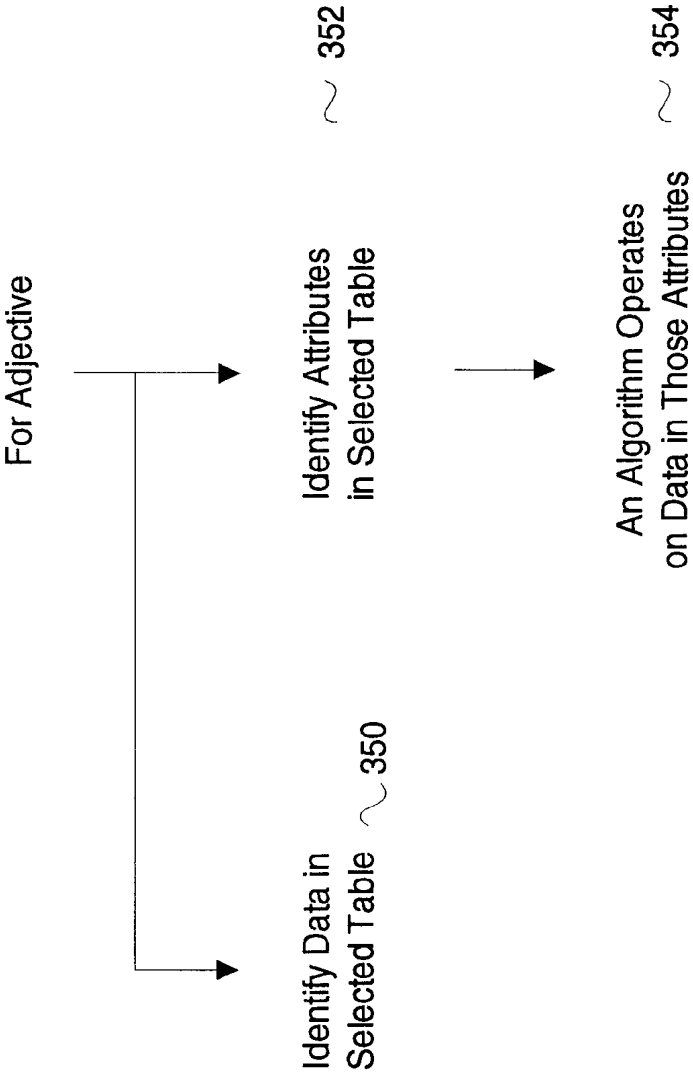 For Adjective
Identify Data in
Selected Table ~ 350
Identify Attributes
in Selected Table
~ 352
An Algorithm Operates
on Data in Those Attributes
~ 354